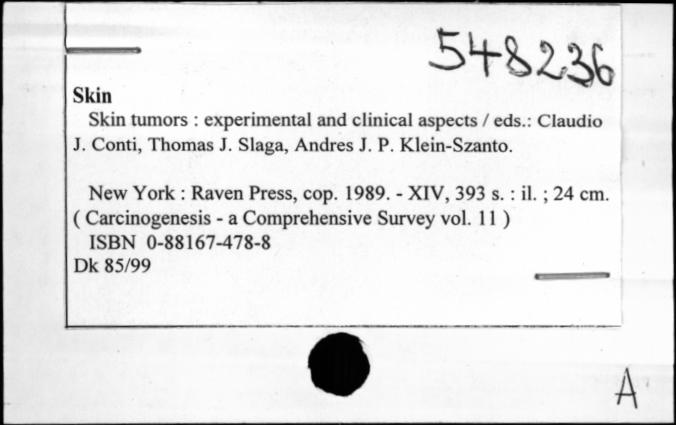 548236
Skin
Skin tumors : experimental and clinical aspects / eds.: Claudio
J. Conti, Thomas J. Slaga, Andres J. P. Klein-Szanto.
New York : Raven Press, cop. 1989. - XIV, 393 s. : il. ; 24 cm.
( Carcinogenesis - a Comprehensive Survey vol. 11 )
ISBN 0-88167-478-8
Dk 85/99
A